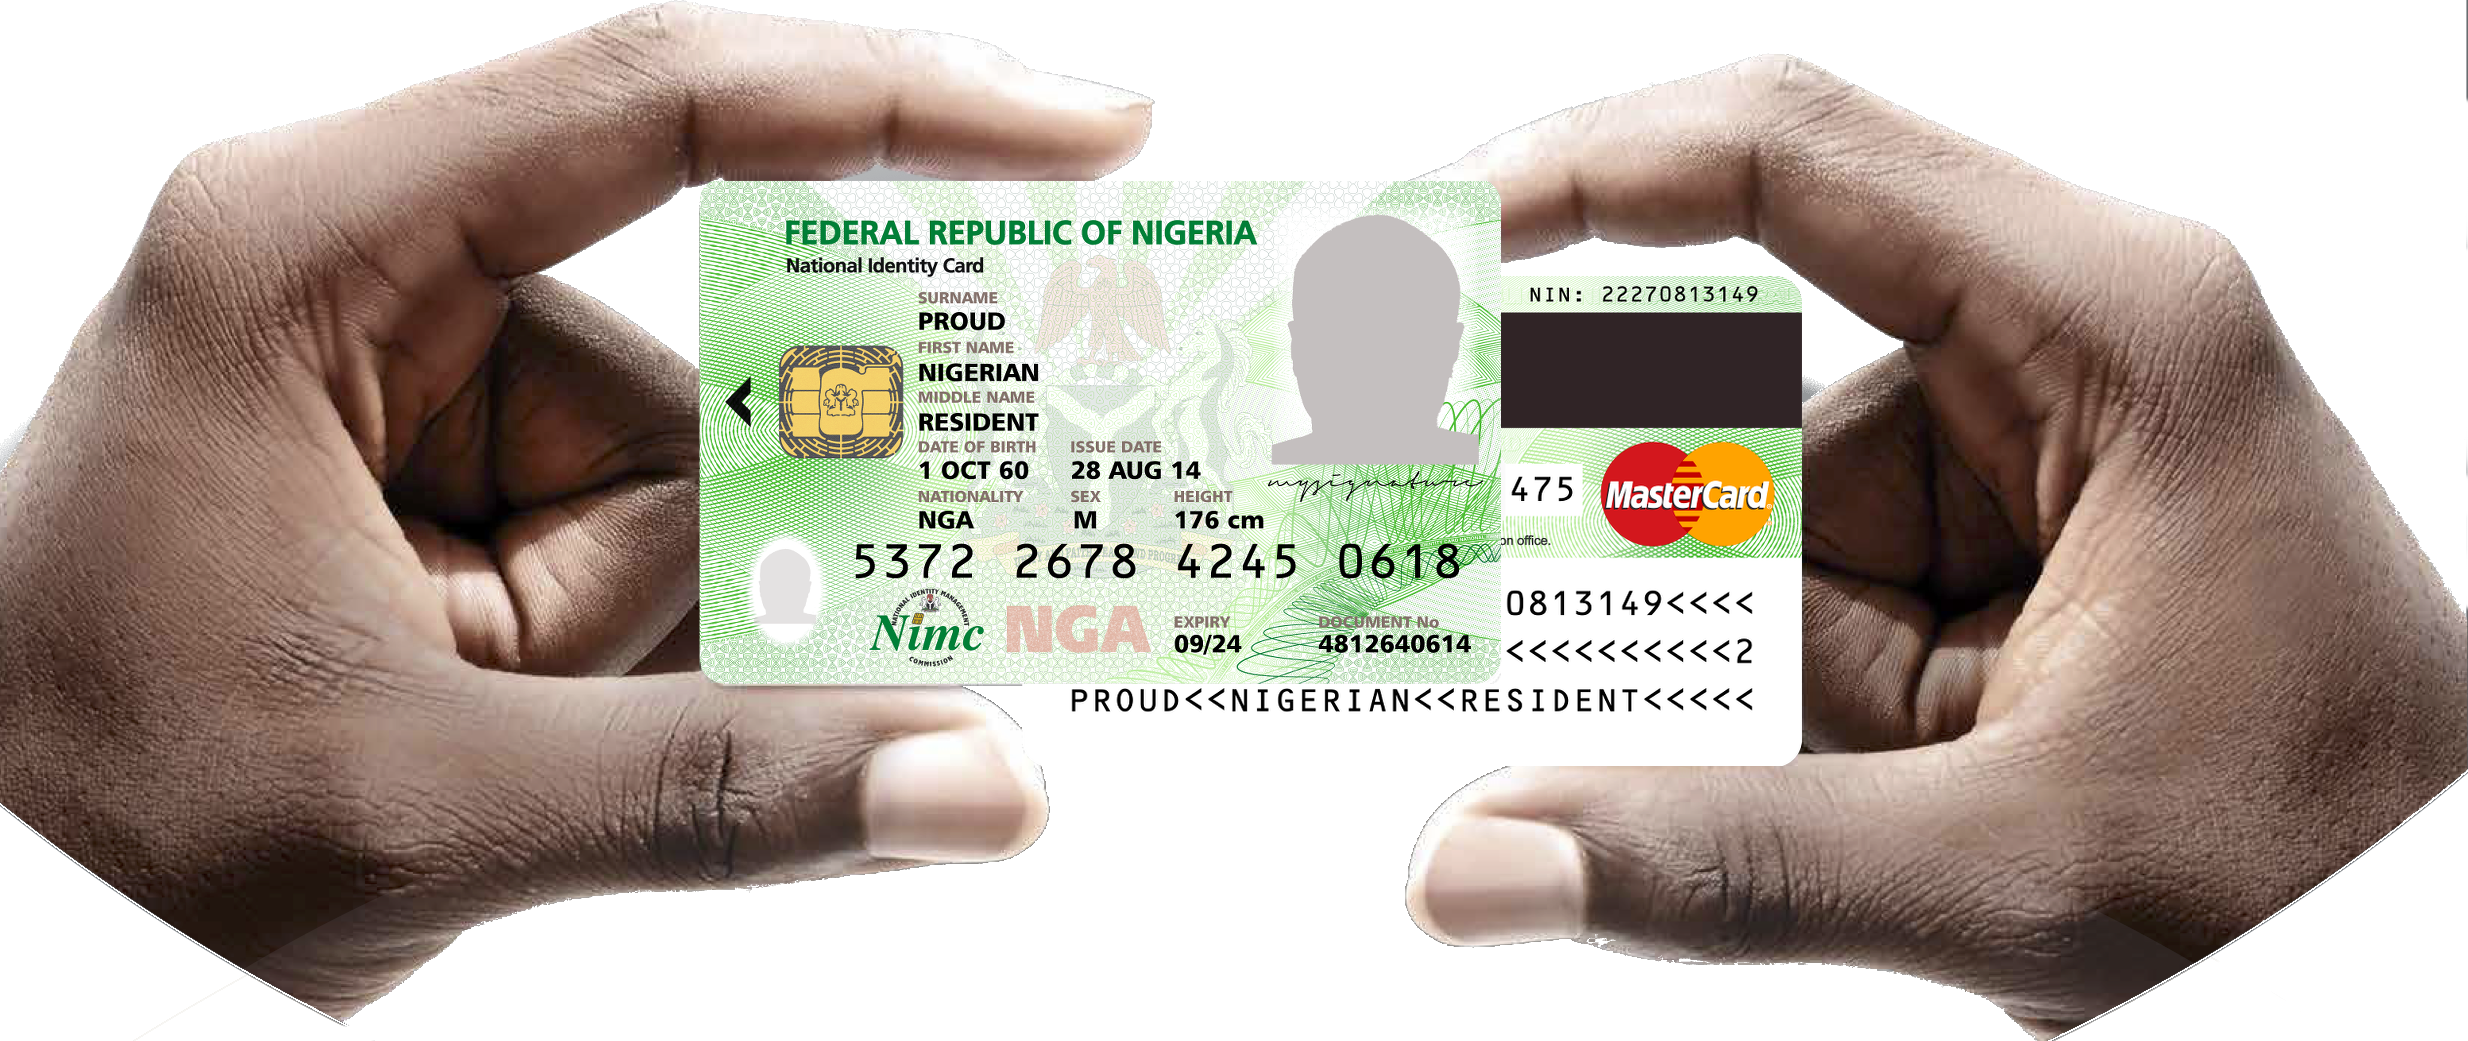 FEDERAL REPUBLIC OF NIGERIA
National Identity Card
SURNAME
PROUD
FIRST NAME
NIGERIAN
MIDDLE NAME
RESIDENT
DATE OF BIRTH ISSUE DATE
1 OCT 60 28 AUG 14
NATIONALITY SEX HEIGHT
NGA M 176 cm
mysignature
5372 2678 4245 0618
NATIONAL IDENTITY MANAGEMENT
Nimc
COMMISSION
NGA
EXPIRY DOCUMENT No
09/24 4812640614
NIN: 22270813149
475
MasterCard
on office.
0813149<<<<
<<<<<<<<<<2
PROUD<<NIGERIAN<<RESIDENT<<<<<